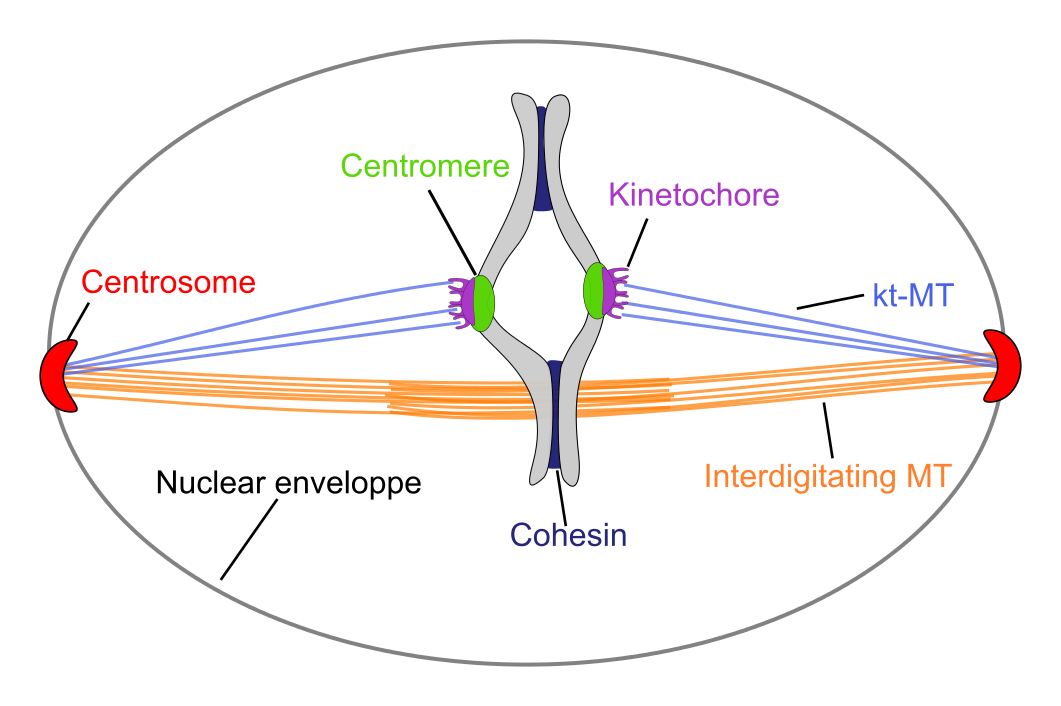 Centromere
Kinetochore
Centrosome
kt-MT
Interdigitating MT
Nuclear enveloppe
Cohesin